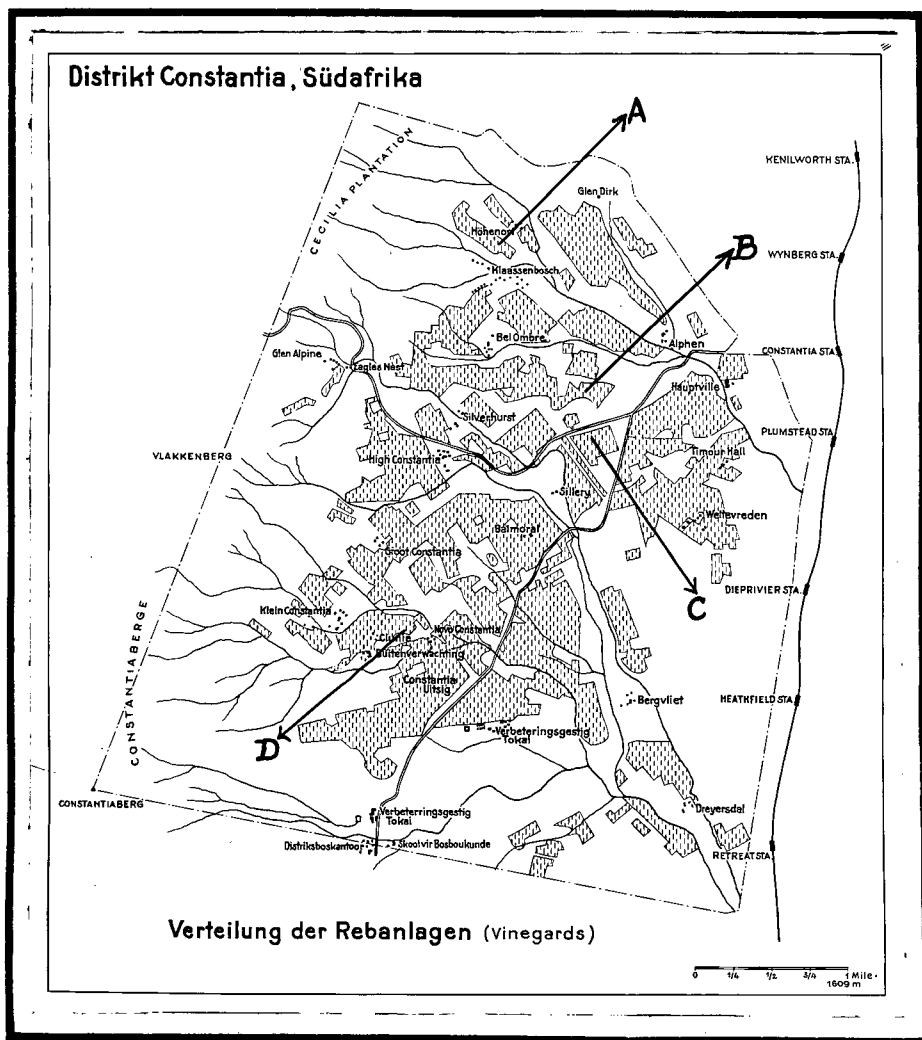 Distrikt Constantia, Südafrika
A
KENILWORTH STA.
CECILIA PLANTATION
Glen Dirk
Höhenort
B
WYNBERG STA.
Klaassenbosch
Bel Ombre
Alphen
CONSTANTIA STA.
Glen Alpine
Eagles Nest
Hauptville
Silverhurst
PLUMSTEAD STA.
VLAKKENBERG
High Constantia
Timour Hall
Sillery
Weltevreden
Balmoral
Groot Constantia
DIEPRIVIER STA.
C
Klein Constantia
Nova Constantia
Buitenverwachting
CONSTANTIABERGE
Constantia
Uitsig
Bergvliet
HEATHFIELD STA.
D
Verbeteringsgestig
Tokai
CONSTANTIABERG
Verbeterringsgestig
Tokai
Dreyersdal
Distriksboskantoor
Skool vir Bosboukunde
RETREAT STA.
Verteilung der Rebanlagen (Vinegards)
0 1/4 1/2 3/4 1 Mile.
1609 m